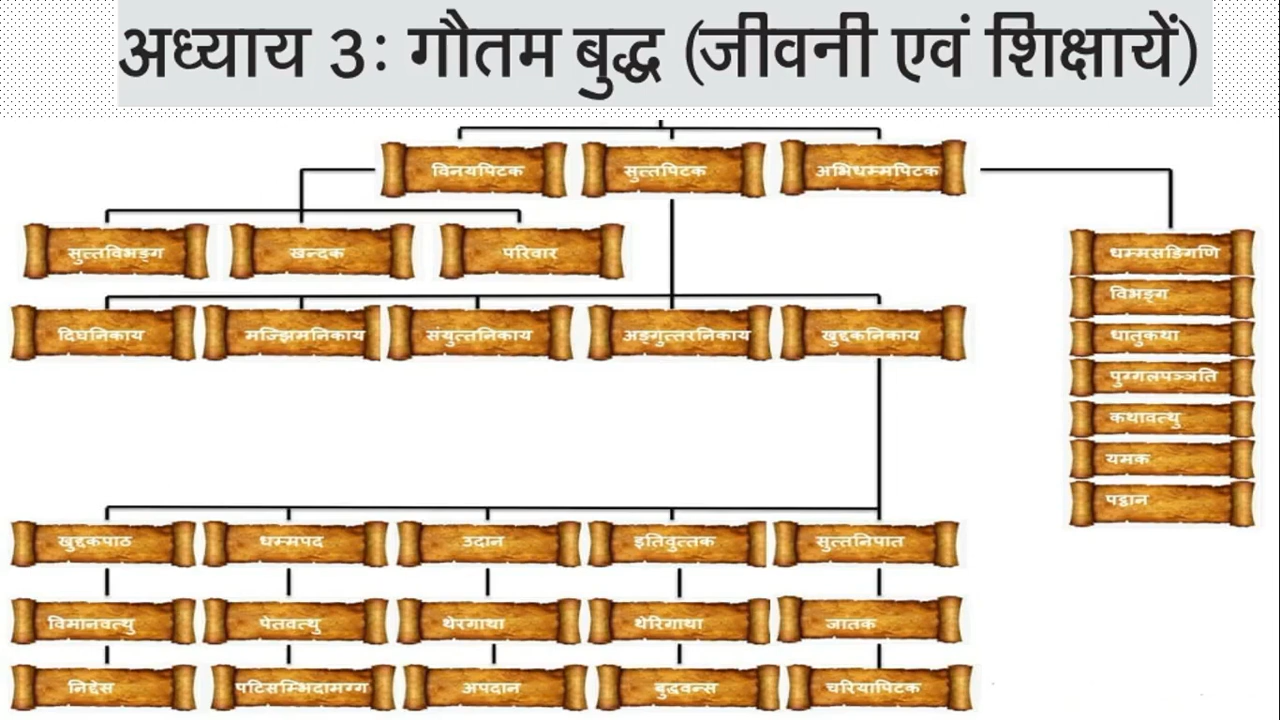 अध्याय 3: गौतम बुद्ध (जीवनी एवं शिक्षायें)
विनयपिटक सुत्तपिटक अभिधम्मपिटक
सुत्तविभङ्ग खन्दक परिवार
दिघनिकाय मज्झिमनिकाय संयुत्तनिकाय अङ्गुत्तरनिकाय खुद्दकनिकाय
धम्मसङिगणि
विभङ्ग
धातुकथा
पुग्गलपञ्ञति
कथावत्थु
यमक
पट्ठान
खुद्दकपाठ धम्मपद उदान इतिवुत्तक सुत्तनिपात
विमानवत्थु पेतवत्थु थेरगाथा थेरिगाथा जातक
निद्देस पटिसम्भिदामग्ग अपदान बुद्धवन्स चरियापिटक